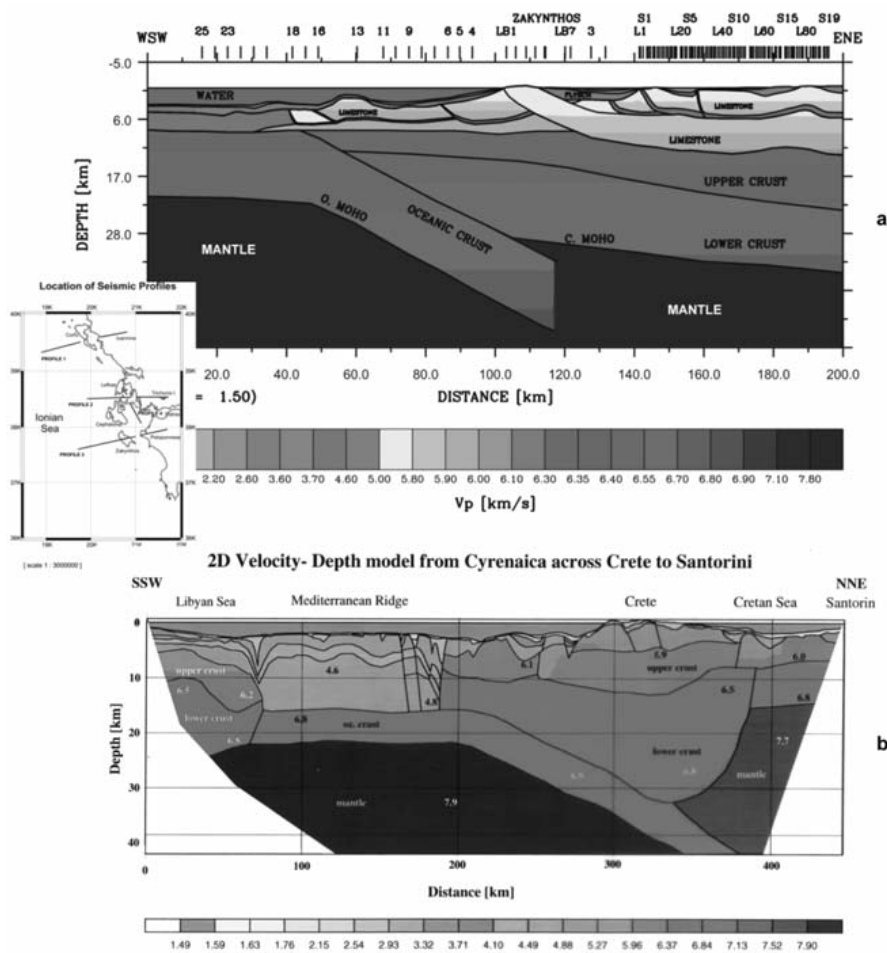 ZAKYNTHOS
25 23 18 16 13 11 9 6 5 4 LB1 LB7 3 S1 S5 S10 S15 S19
L1 L20 L40 L60 L80
WSW ENE
-5.0
6.0
17.0
28.0
DEPTH [km]
WATER
LIMESTONE
FLYSCH
LIMESTONE
LIMESTONE
UPPER CRUST
O. MOHO
OCEANIC CRUST
C. MOHO
LOWER CRUST
MANTLE
MANTLE
a
20.0 40.0 60.0 80.0 100.0 120.0 140.0 160.0 180.0 200.0
= 1.50)
DISTANCE [km]
2.20 2.60 3.60 3.70 4.60 5.00 5.80 5.90 6.00 6.10 6.30 6.35 6.40 6.55 6.70 6.80 6.90 7.10 7.80
Vp [km/s]
Location of Seismic Profiles
PROFILE 1
PROFILE 2
PROFILE 3
Ionian
Sea
Zakynthos
[ scale 1 : 3000000 ]
2D Velocity- Depth model from Cyrenaica across Crete to Santorini
SSW NNE
Libyan Sea Mediterranean Ridge Crete Cretan Sea Santorin
0
10
20
30
40
Depth [km]
upper crust
6.2
lower crust
4.6
4.8
6.1
5.9
upper crust
6.0
6.5
6.8
oc. crust
lower crust
7.7
mantle
mantle
7.9
b
0 100 200 300 400
Distance [km]
1.49 1.59 1.63 1.76 2.15 2.54 2.93 3.32 3.71 4.10 4.49 4.88 5.27 5.96 6.37 6.84 7.13 7.52 7.90